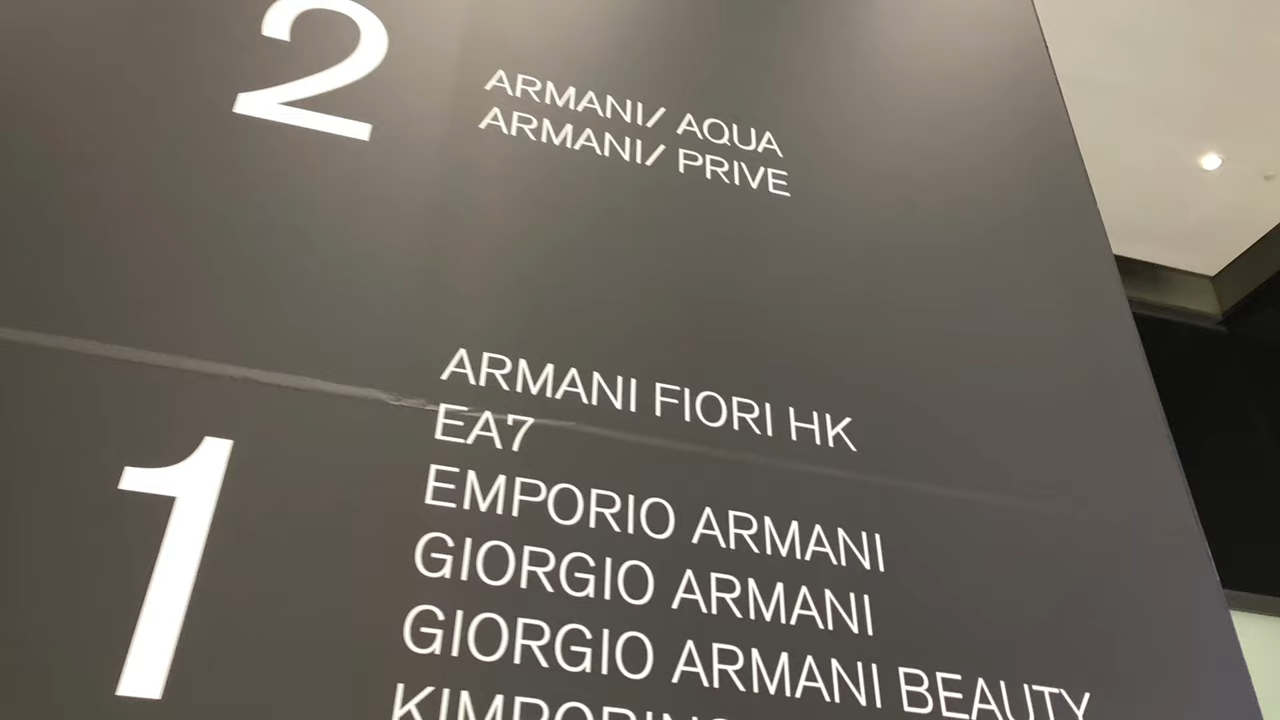 2
ARMANI/ AQUA
ARMANI/ PRIVE
1
ARMANI FIORI HK
EA7
EMPORIO ARMANI
GIORGIO ARMANI
GIORGIO ARMANI BEAUTY